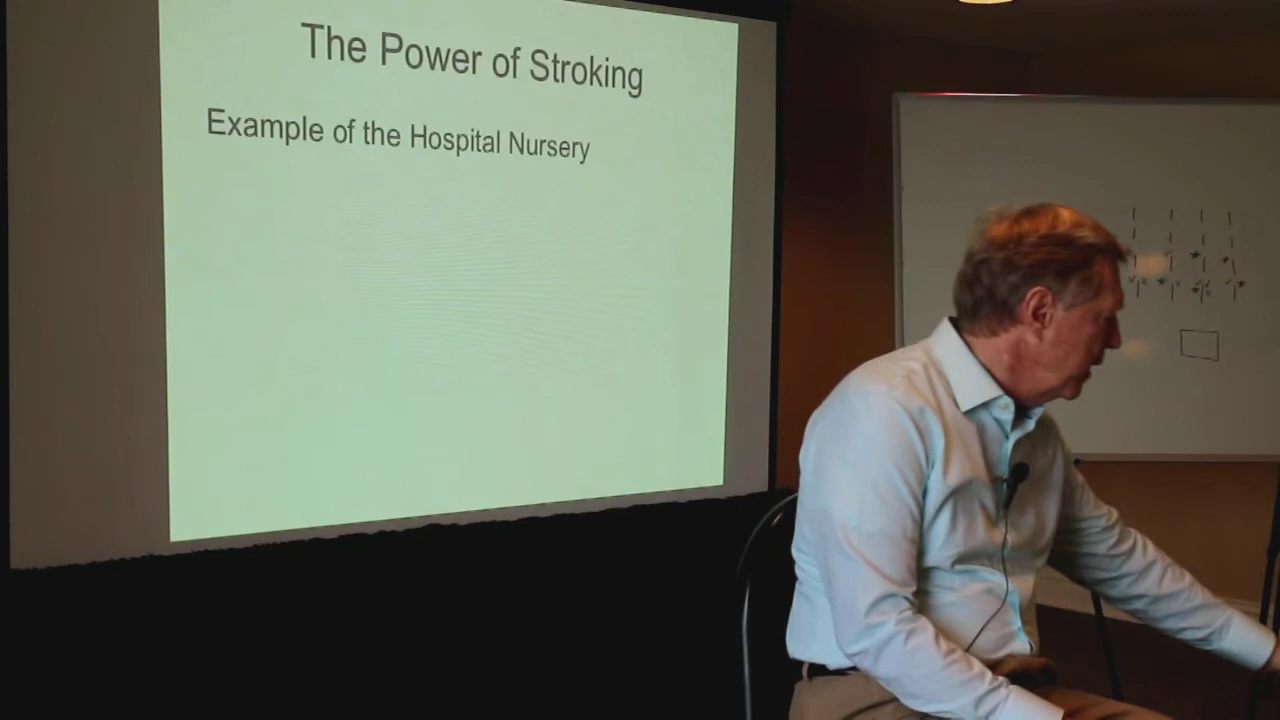 The Power of Stroking
Example of the Hospital Nursery